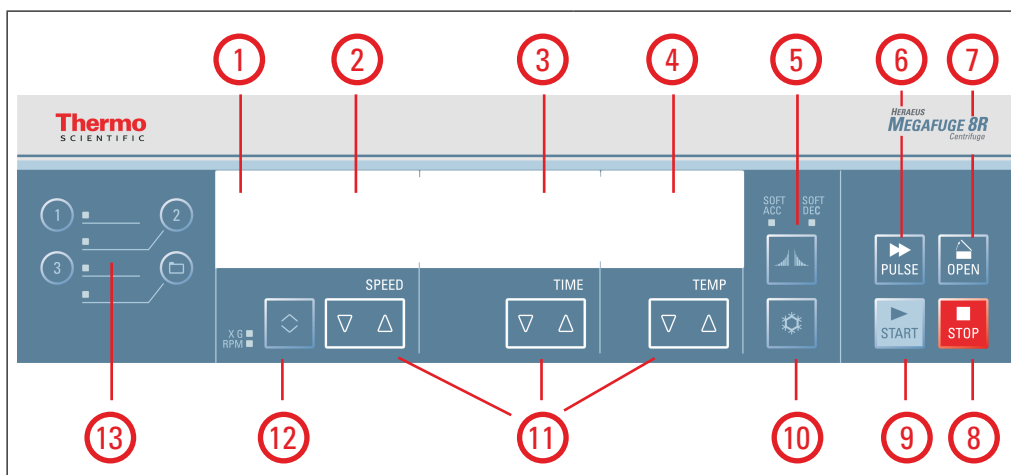 1 2 3 4 5 6 7
Thermo
SCIENTIFIC
HERAEUS
MEGAFUGE 8R
Centrifuge
1 2
3
SOFT ACC
SOFT DEC
PULSE
OPEN
SPEED
TIME
TEMP
X G
RPM
START
STOP
13 12 11 10 9 8